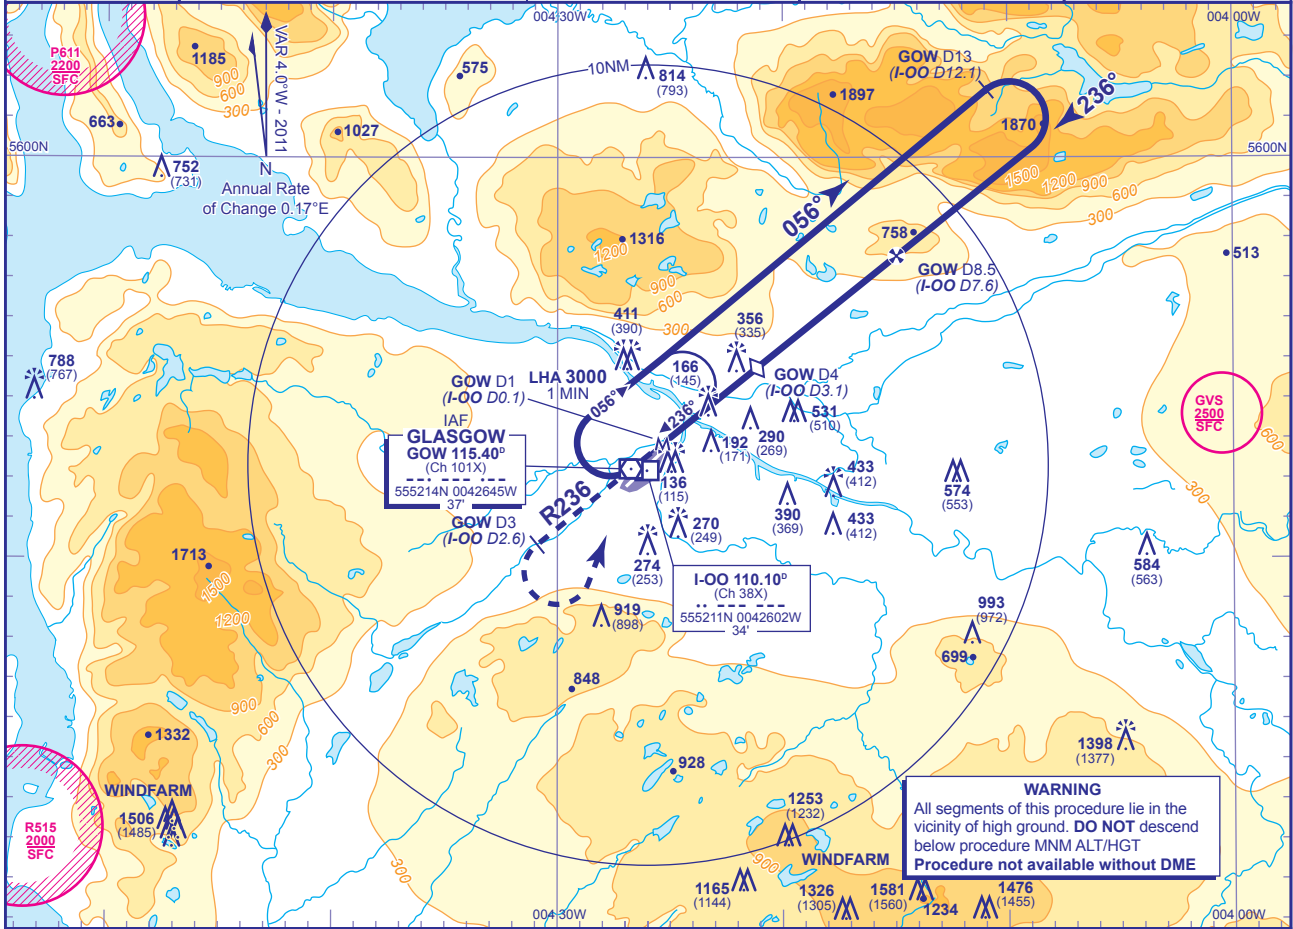 004 30W
004 00W
P611
2200
SFC
1185
900
600
300
VAR 4.0°W - 2011
N
Annual Rate
of Change 0.17°E
575
10NM
814
(793)
GOW D13
(I-OO D12.1)
1897
1870
236°
663
1027
5600N
5600N
752
(731)
1500
1200
900
600
300
056°
1316
1200
900
600
300
758
513
GOW D8.5
(I-OO D7.6)
411
(390)
356
(335)
788
(767)
166
(145)
LHA 3000
1 MIN
GOW D1
(I-OO D0.1)
GOW D4
(I-OO D3.1)
056°
236°
531
(510)
GVS
2500
SFC
600
IAF
GLASGOW
GOW 115.40ᴰ
(Ch 101X)
555214N 0042645W
37'
192
(171)
290
(269)
433
(412)
136
(115)
574
(553)
300
R236
390
(369)
433
(412)
GOW D3
(I-OO D2.6)
270
(249)
274
(253)
1713
1500
1200
584
(563)
I-OO 110.10ᴰ
(Ch 38X)
555211N 0042602W
34'
919
(898)
993
(972)
699
848
900
600
300
1332
1398
(1377)
928
WINDFARM
1506
(1485)
R515
2000
SFC
1253
(1232)
WARNING
All segments of this procedure lie in the
vicinity of high ground. DO NOT descend
below procedure MNM ALT/HGT
Procedure not available without DME
900
WINDFARM
300
1165
(1144)
1326
(1305)
1581
(1560)
1234
1476
(1455)
004 30W
004 00W